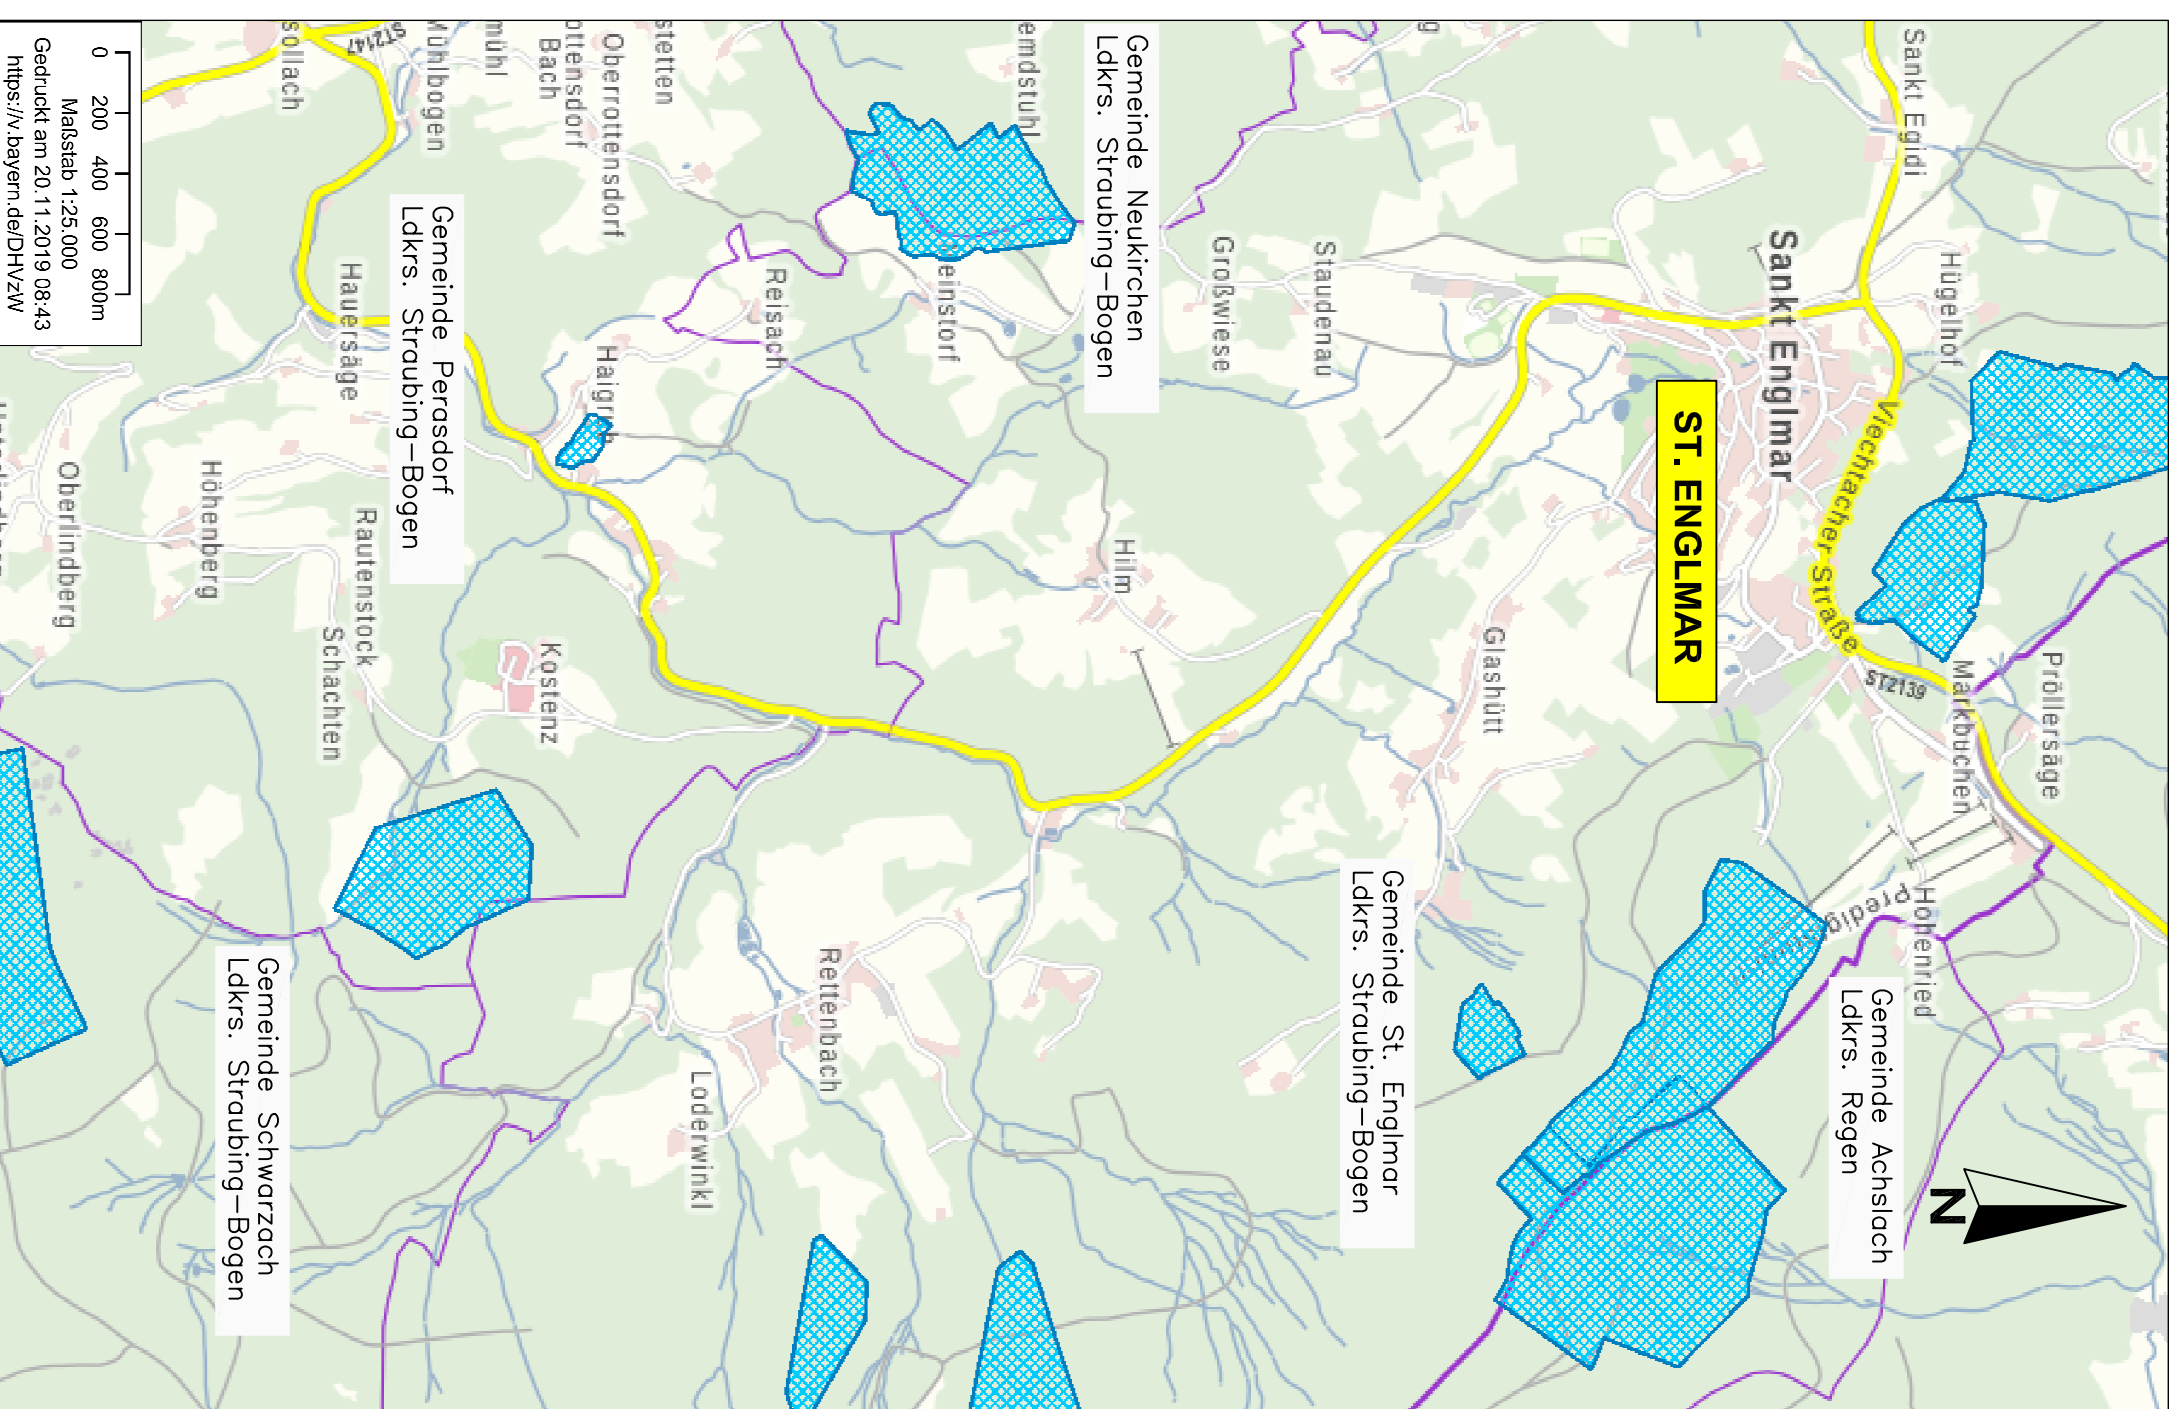 Sankt Egidi
Hügelhof
Sankt Englmar
Viechtacher Straße
ST. ENGLMAR
ST2139
Markbuchen
Pröllersäge
Hohenried
Gemeinde Achslach
Ldkrs. Regen
N
Staudenau
Großwiese
Glashütt
Gemeinde St. Englmar
Ldkrs. Straubing-Bogen
Gemeinde Neukirchen
Ldkrs. Straubing-Bogen
Hilm
Reisach
Rettenbach
Loderwinkl
Oberrottensdorf
Bach
Kostenz
Gemeinde Perasdorf
Ldkrs. Straubing-Bogen
ST2147
Hauersäge
Rautenstock
Schachten
Gemeinde Schwarzach
Ldkrs. Straubing-Bogen
Höhenberg
Oberlindberg
0 200 400 600 800m
Maßstab 1:25.000
Gedruckt am 20.11.2019 08:43
https://v.bayern.de/DHVzW